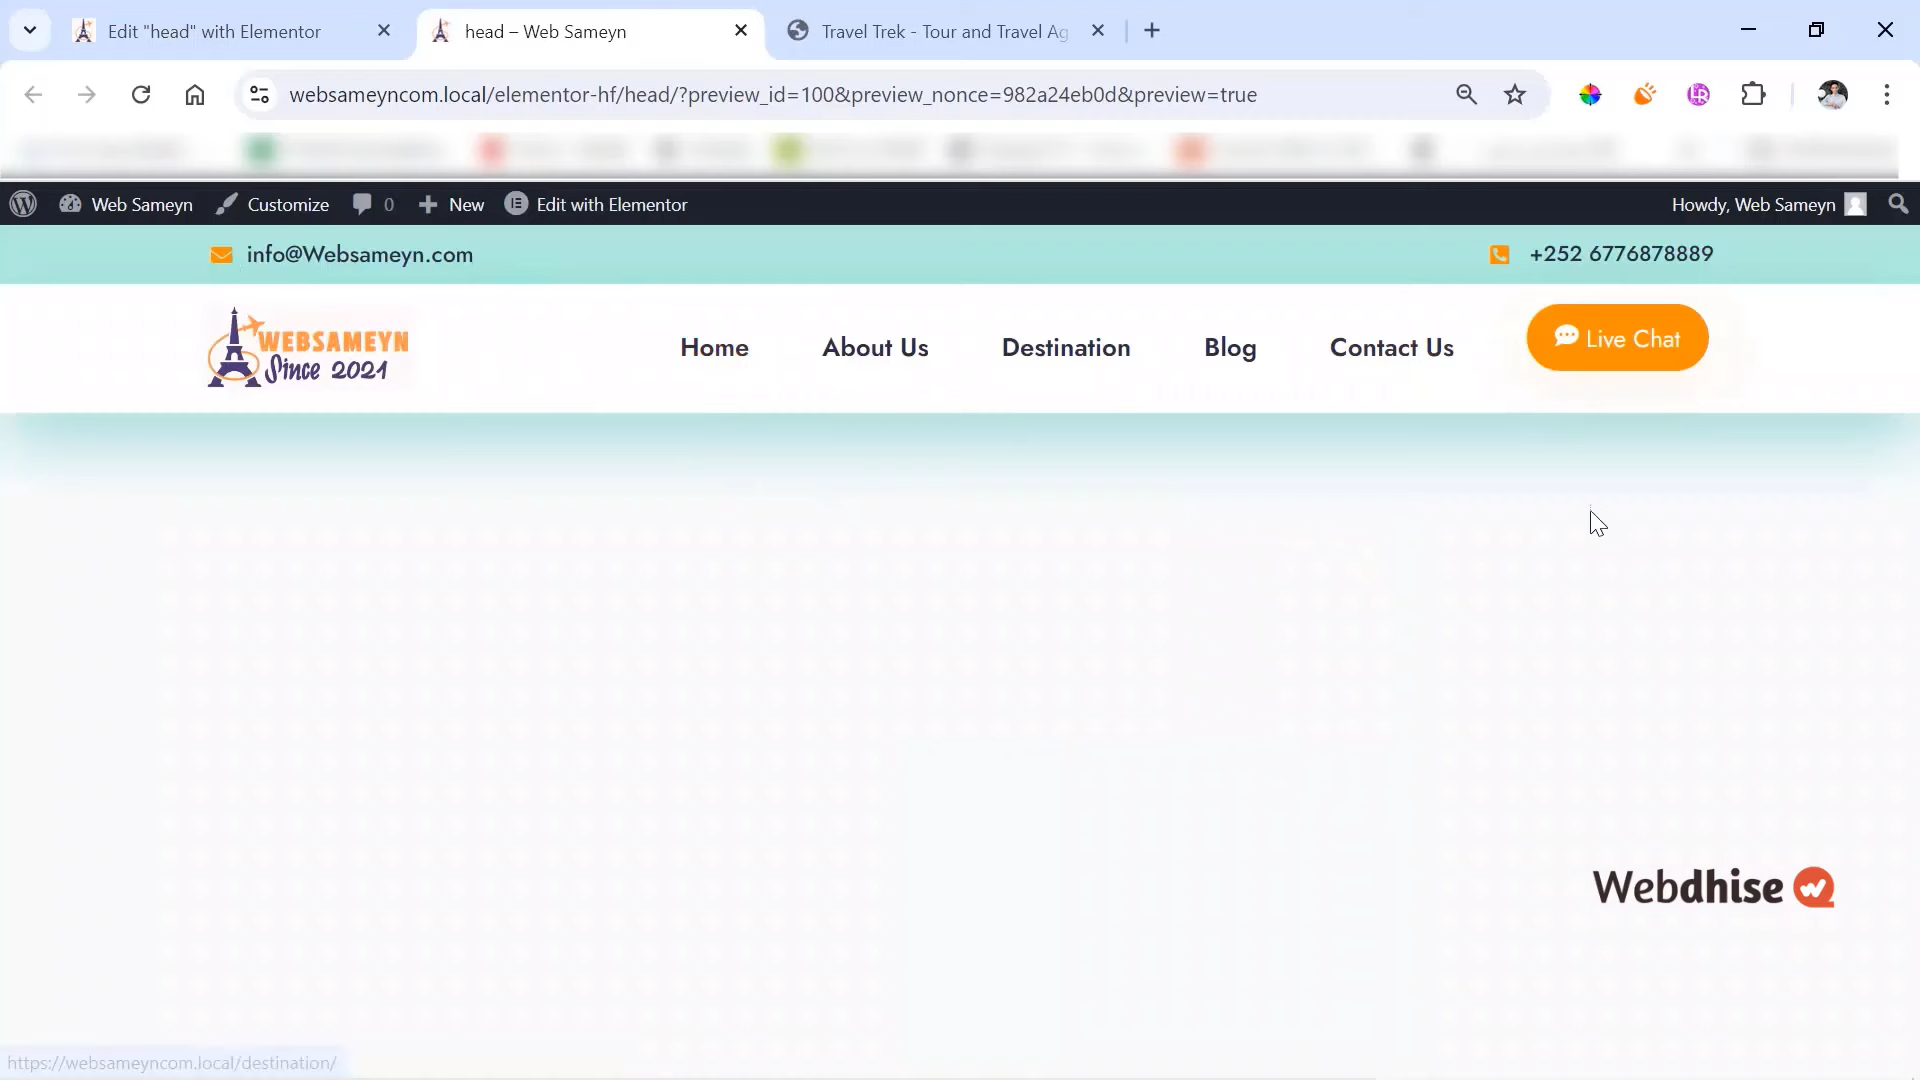 Edit "head" with Elementor
head – Web Sameyn
Travel Trek - Tour and Travel Ag
websameyncom.local/elementor-hf/head/?preview_id=100&preview_nonce=982a24eb0d&preview=true
Web Sameyn
Customize
0
New
Edit with Elementor
Howdy, Web Sameyn
info@Websameyn.com
+252 6776878889
WEBSAMEYN
Since 2021
Home
About Us
Destination
Blog
Contact Us
Live Chat
Webdhise
https://websameyncom.local/destination/